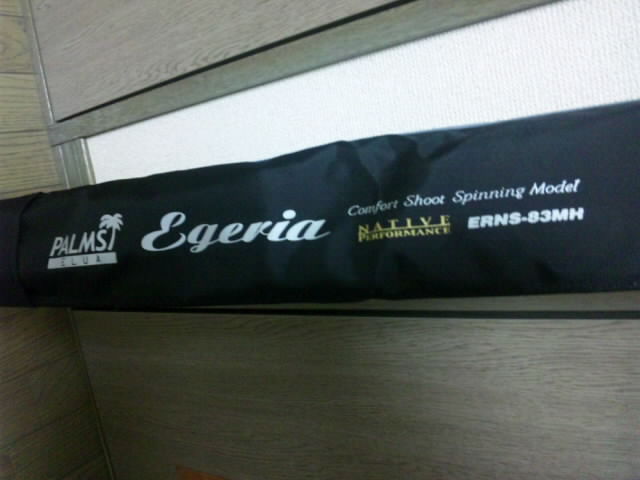 PALMS
ELUA
Egeria
Comfort Shoot Spinning Model
NATIVE
PERFORMANCE
ERNS-83MH